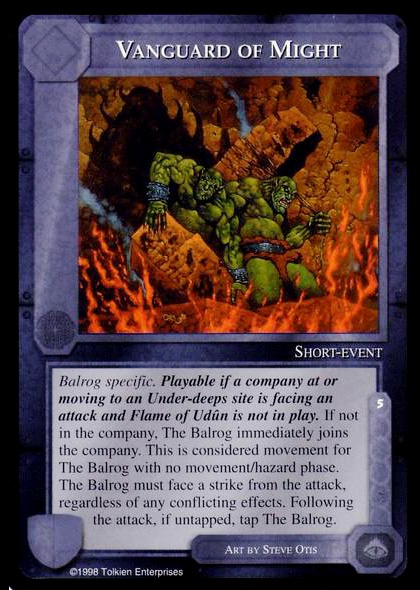 VANGUARD OF MIGHT
SHORT-EVENT
Balrog specific. Playable if a company at or
moving to an Under-deeps site is facing an
attack and Flame of Udûn is not in play. If not
in the company, The Balrog immediately joins
the company. This is considered movement for
The Balrog with no movement/hazard phase.
The Balrog must face a strike from the attack,
regardless of any conflicting effects. Following
the attack, if untapped, tap The Balrog.
5
ART BY STEVE OTIS
©1998 Tolkien Enterprises